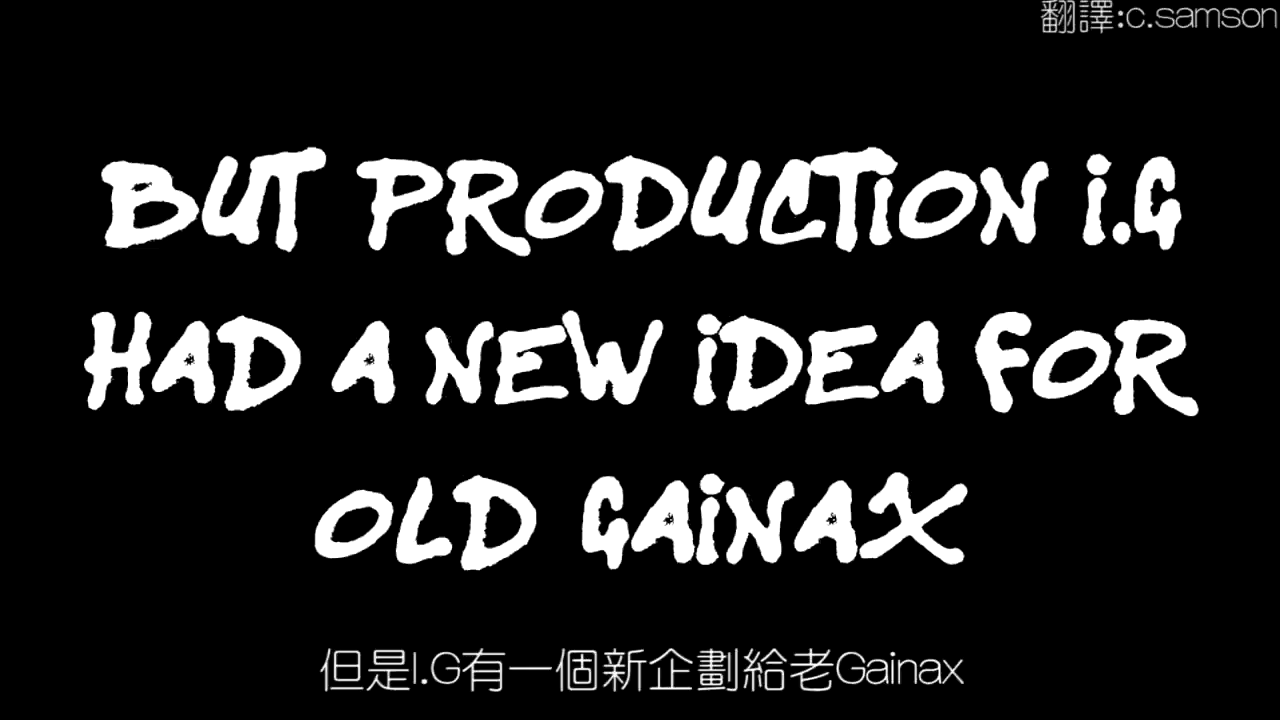 翻譯:c.samson
BUT PRODUCTION I.G
HAD A NEW IDEA FOR
OLD GAINAX
但是I.G有一個新企劃給老Gainax